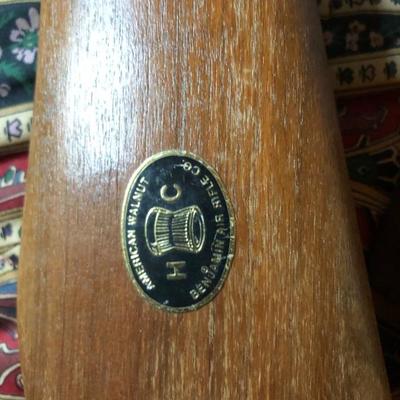 AMERICAN WALNUT
H C
BENJAMIN AIR RIFLE CO.